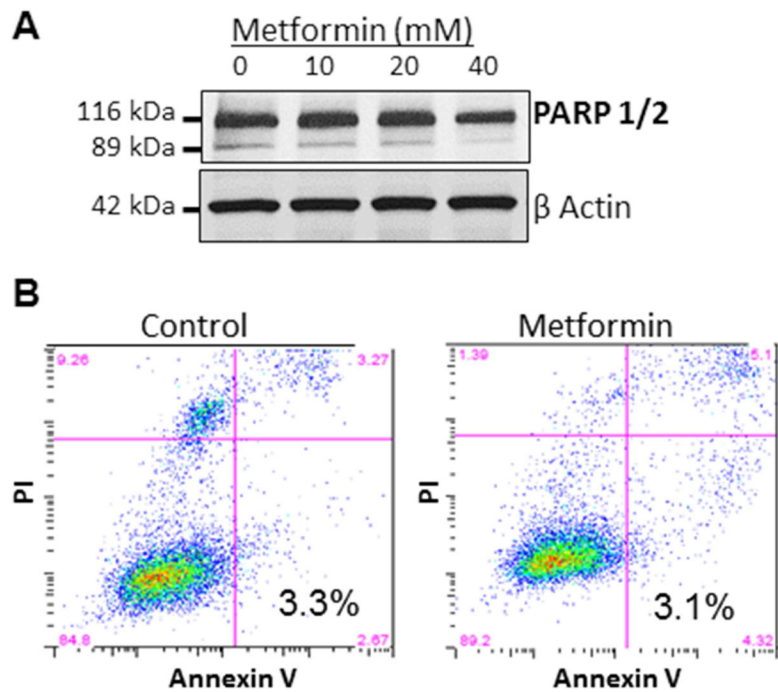 A
Metformin (mM)
0 10 20 40
116 kDa
PARP 1/2
89 kDa
42 kDa
β Actin
B
Control
Metformin
9.26 3.27
1.39 5.1
PI
PI
3.3%
3.1%
84.8 2.67
89.2 4.32
Annexin V
Annexin V